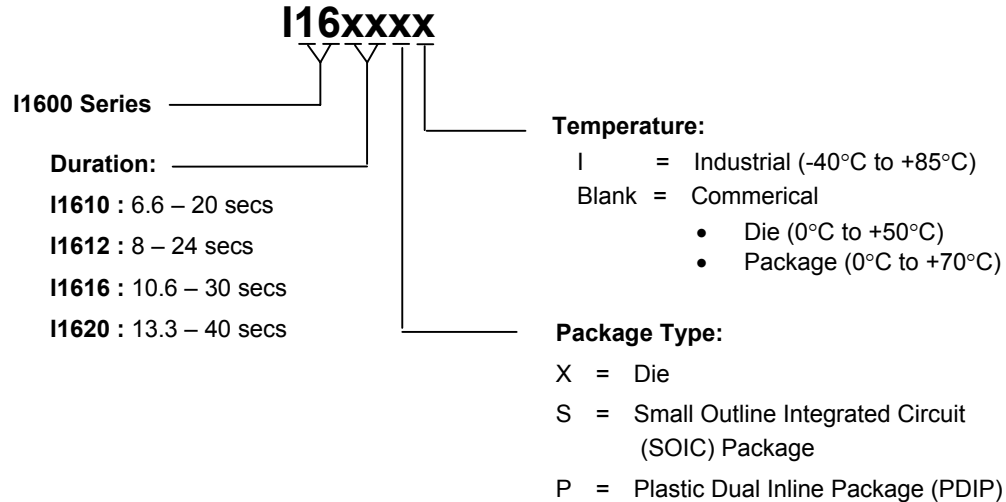 I16xxxx
I1600 Series
Duration:
I1610 : 6.6 – 20 secs
I1612 : 8 – 24 secs
I1616 : 10.6 – 30 secs
I1620 : 13.3 – 40 secs
Temperature:
I = Industrial (-40°C to +85°C)
Blank = Commerical
• Die (0°C to +50°C)
• Package (0°C to +70°C)
Package Type:
X = Die
S = Small Outline Integrated Circuit
(SOIC) Package
P = Plastic Dual Inline Package (PDIP)